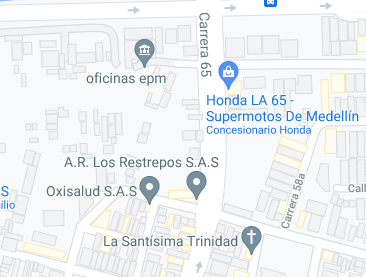 Carrera 65
oficinas epm
Honda LA 65 -
Supermotos De Medellín
Concesionario Honda
A.R. Los Restrepos S.A.S
Oxisalud S.A.S
S
ilio
Carrera 58a
Call
La Santísima Trinidad